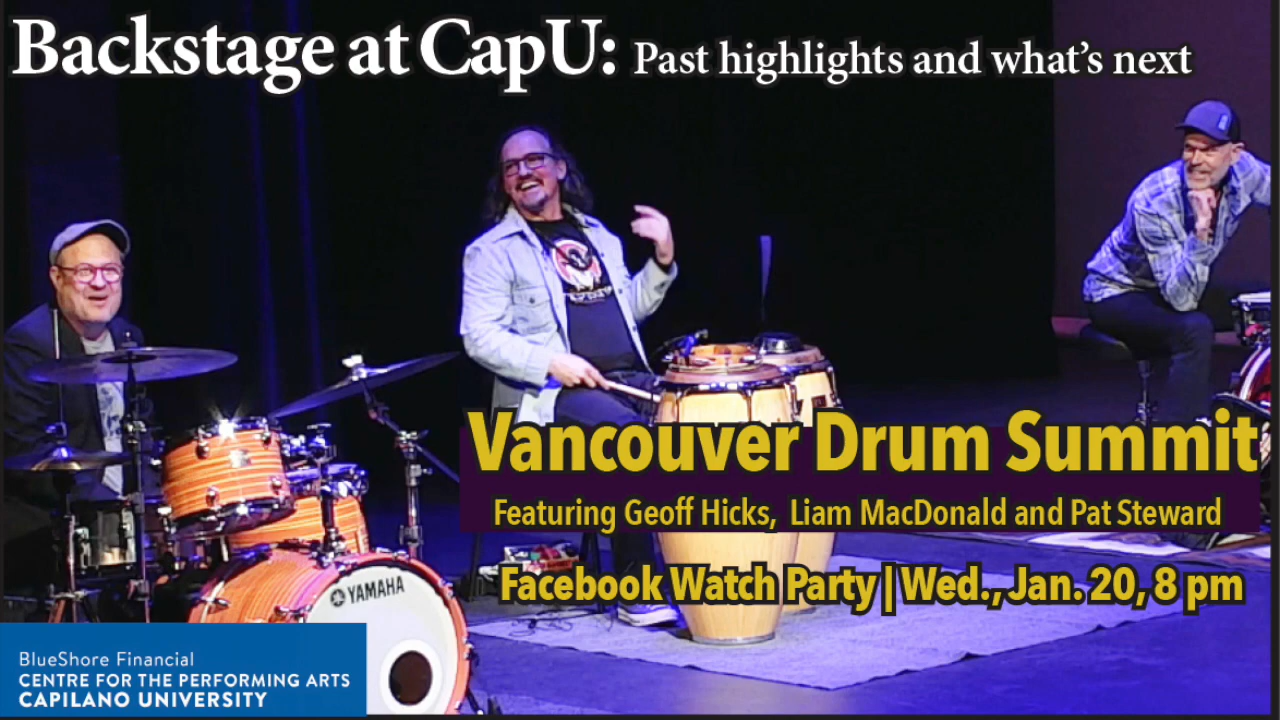 Backstage at CapU: Past highlights and what's next
Vancouver Drum Summit
Featuring Geoff Hicks, Liam MacDonald and Pat Steward
Facebook Watch Party | Wed., Jan. 20, 8 pm
YAMAHA
BlueShore Financial
CENTRE FOR THE PERFORMING ARTS
CAPILANO UNIVERSITY